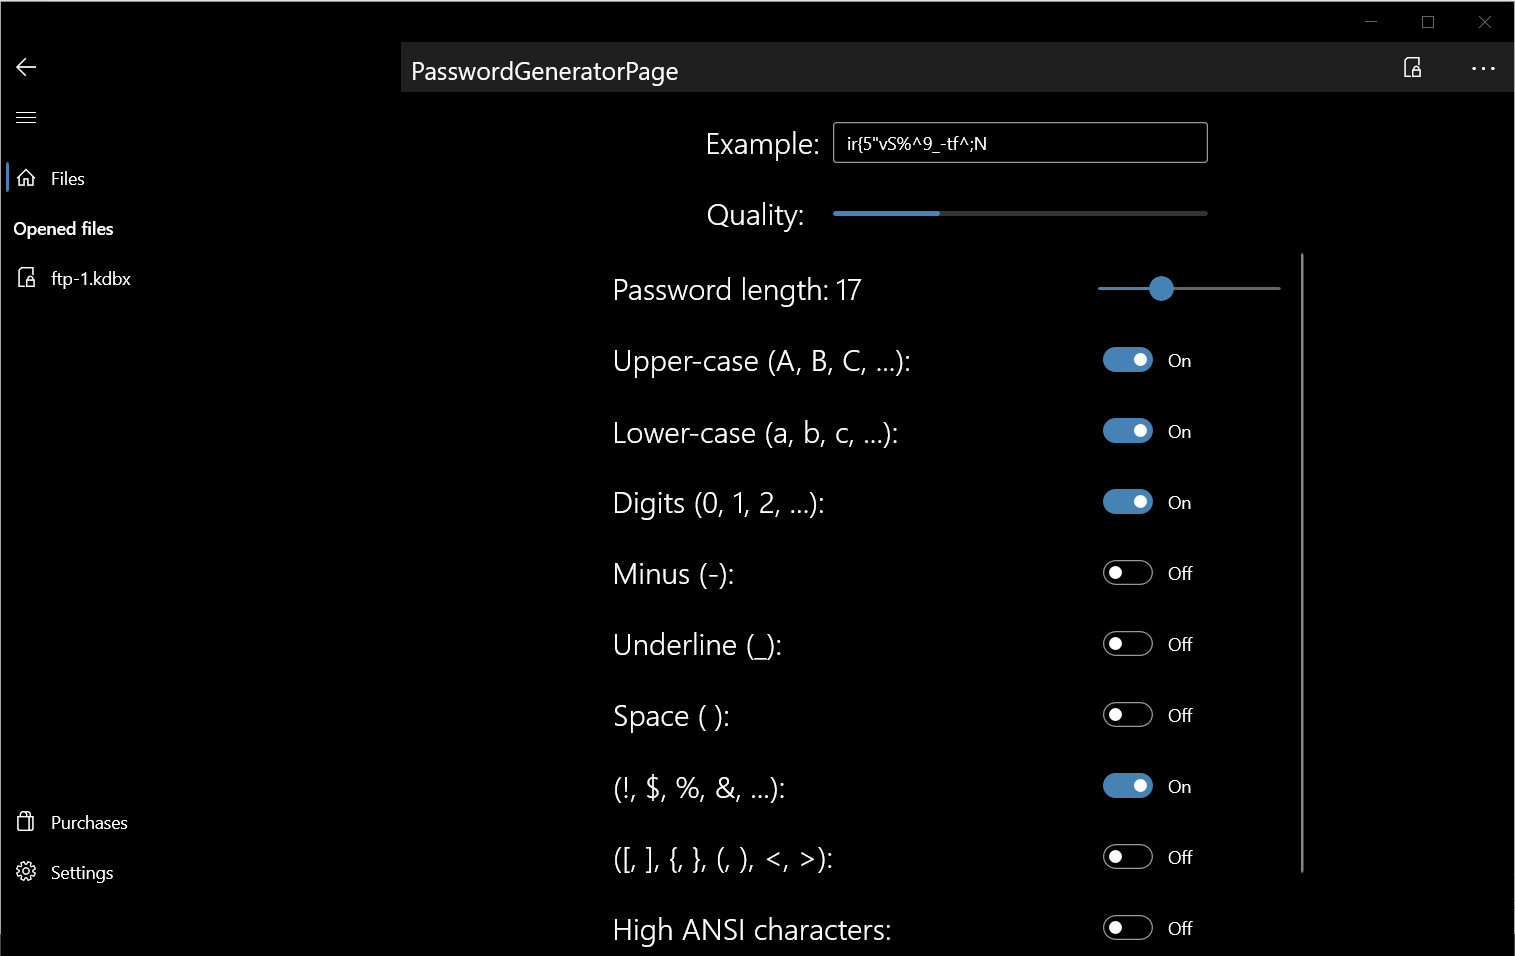 PasswordGeneratorPage
Example: ir{5"vS%^9_-tf^;N
Files
Quality:
Opened files
ftp-1.kdbx
Password length: 17
Upper-case (A, B, C, ...): On
Lower-case (a, b, c, ...): On
Digits (0, 1, 2, ...): On
Minus (-): Off
Underline (_): Off
Space ( ): Off
(!, $, %, &, ...): On
Purchases
([, ], {, }, (, ), <, >): Off
Settings
High ANSI characters: Off